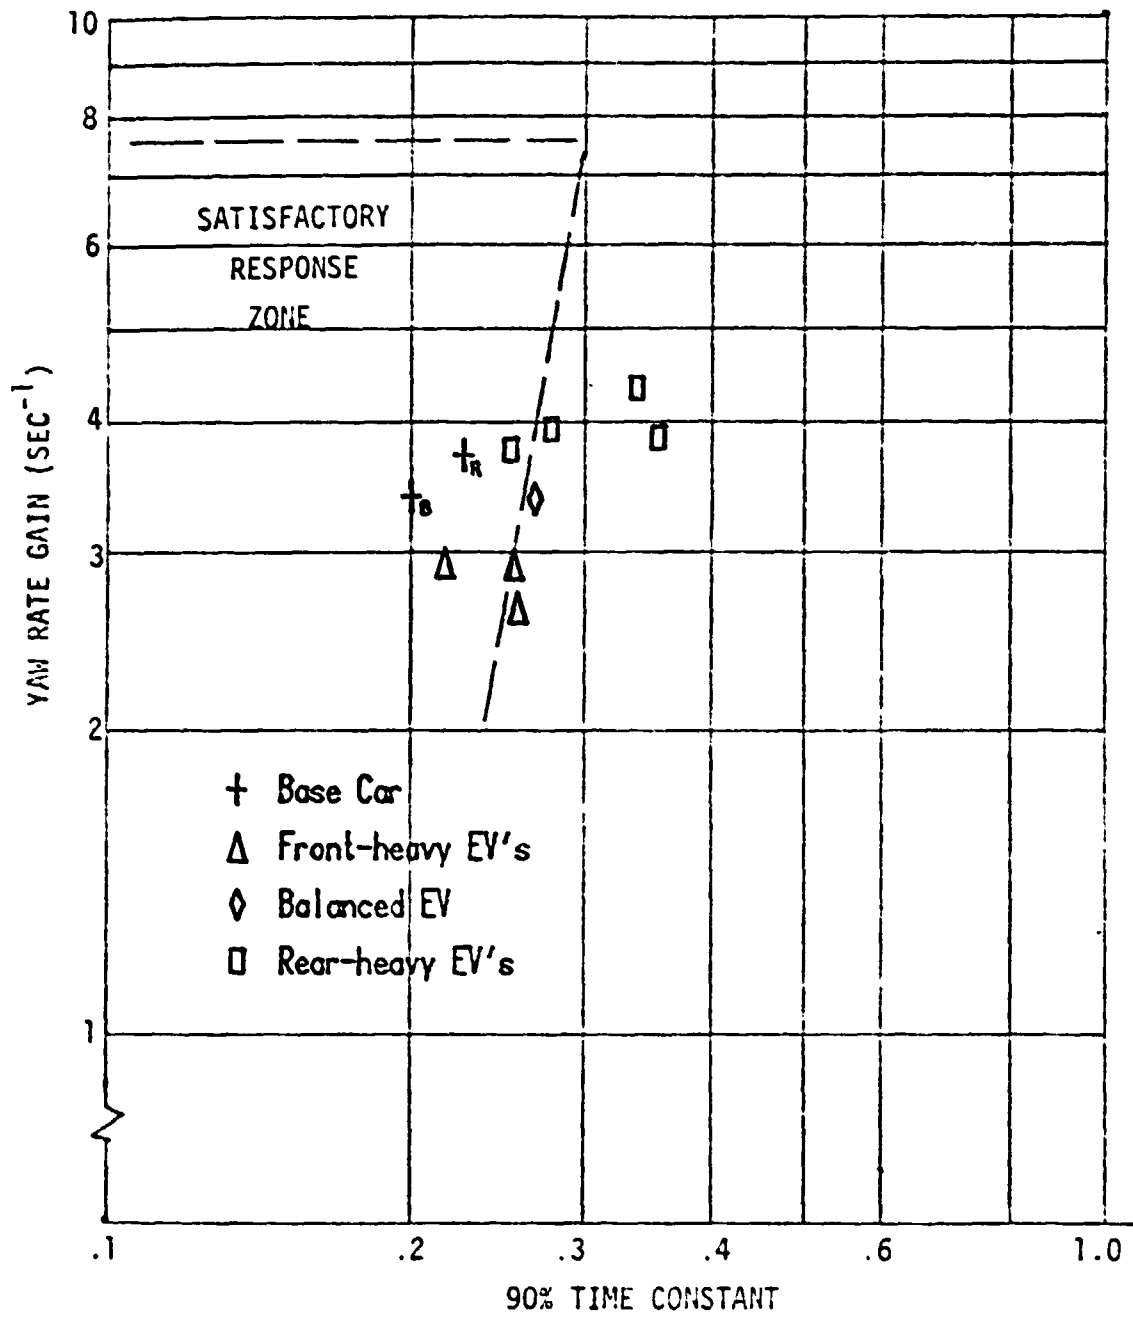 10
8
SATISFACTORY
6
RESPONSE
ZONE
YAW RATE GAIN (SEC⁻¹)
4
R
B
3
2
Base Car
Front-heavy EV's
Balanced EV
Rear-heavy EV's
1
.1 .2 .3 .4 .6 1.0
90% TIME CONSTANT